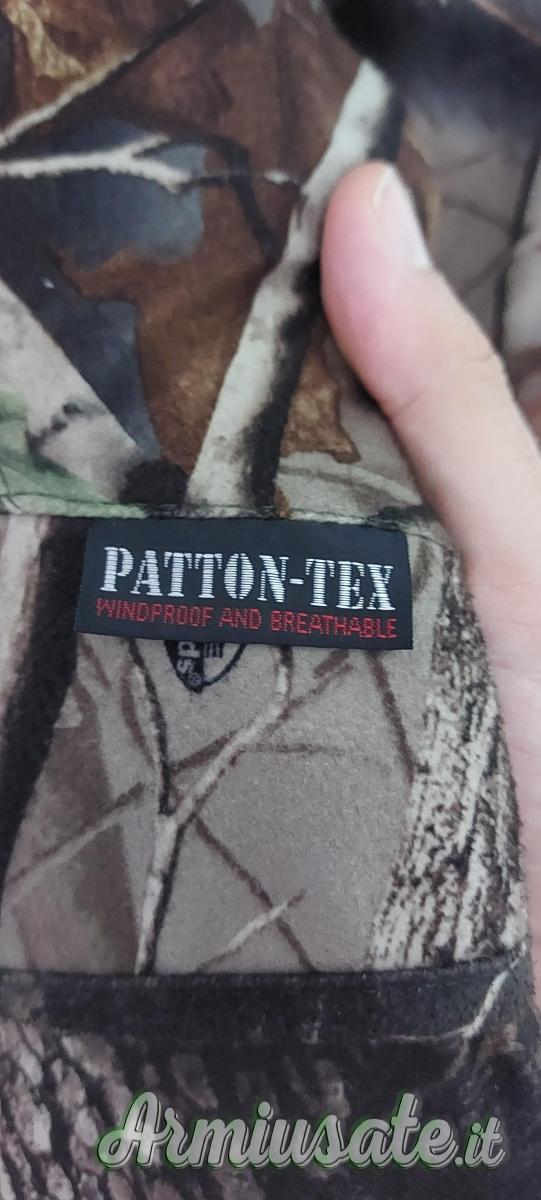 PATTON-TEX
WINDPROOF AND BREATHABLE
Armiusate.it